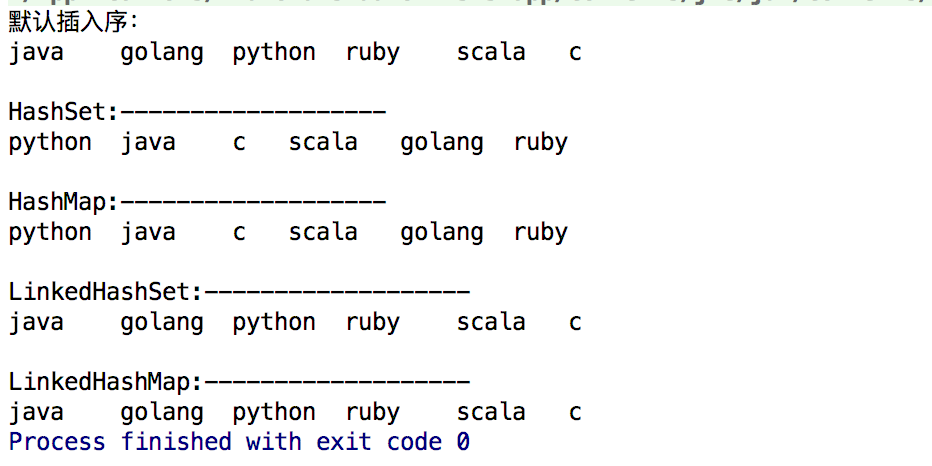 默认插入序：
java golang python ruby scala c
HashSet:-------------------
python java c scala golang ruby
HashMap:-------------------
python java c scala golang ruby
LinkedHashSet:-------------------
java golang python ruby scala c
LinkedHashMap:-------------------
java golang python ruby scala c
Process finished with exit code 0